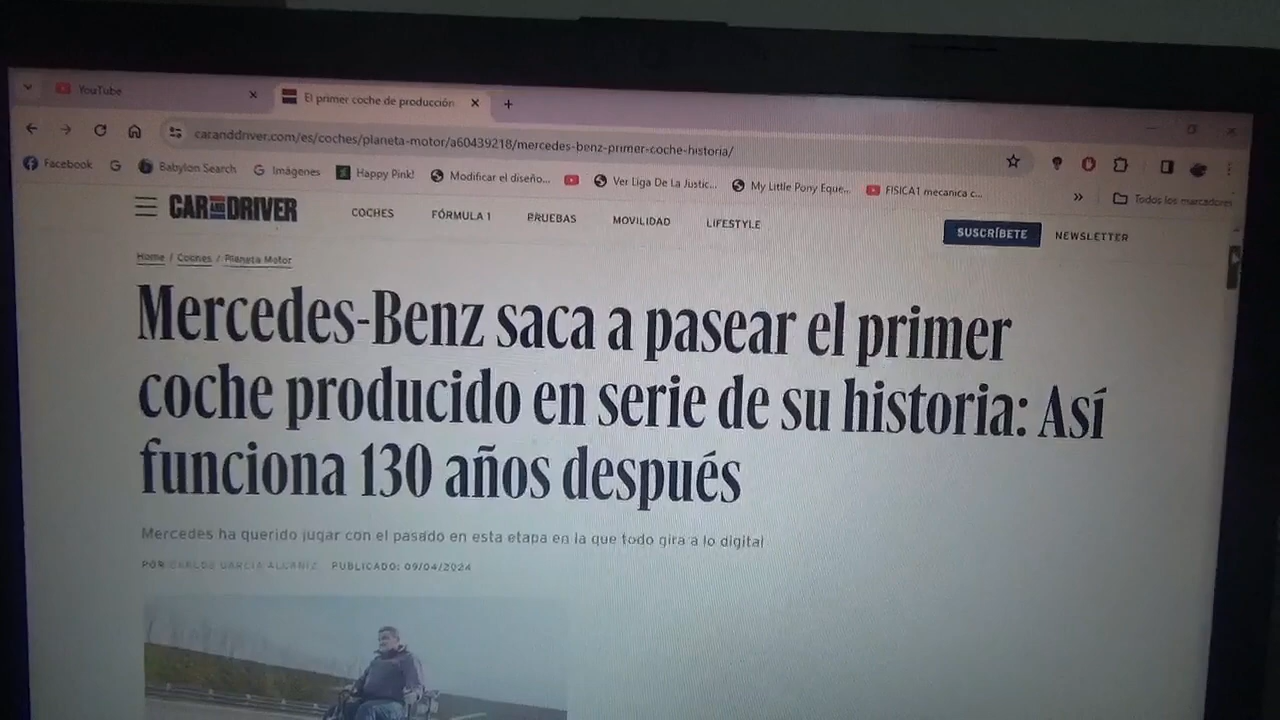 YouTube
El primer coche de producción
caranddriver.com/es/coches/planeta-motor/a60439218/mercedes-benz-primer-coche-historia/
Facebook G Babylon Search G Imágenes Happy Pink! Modificar el diseño... Ver Liga De La Justic... My Little Pony Eque... FISICA1 mecanica c... » Todos los marcadores
CAR AND DRIVER COCHES FÓRMULA 1 PRUEBAS MOVILIDAD LIFESTYLE SUSCRÍBETE NEWSLETTER
Home / Coches / Planeta Motor
Mercedes-Benz saca a pasear el primer
coche producido en serie de su historia: Así
funciona 130 años después
Mercedes ha querido jugar con el pasado en esta etapa en la que todo gira a lo digital
POR CARLOS GARCÍA ALCAÑIZ PUBLICADO: 09/04/2024